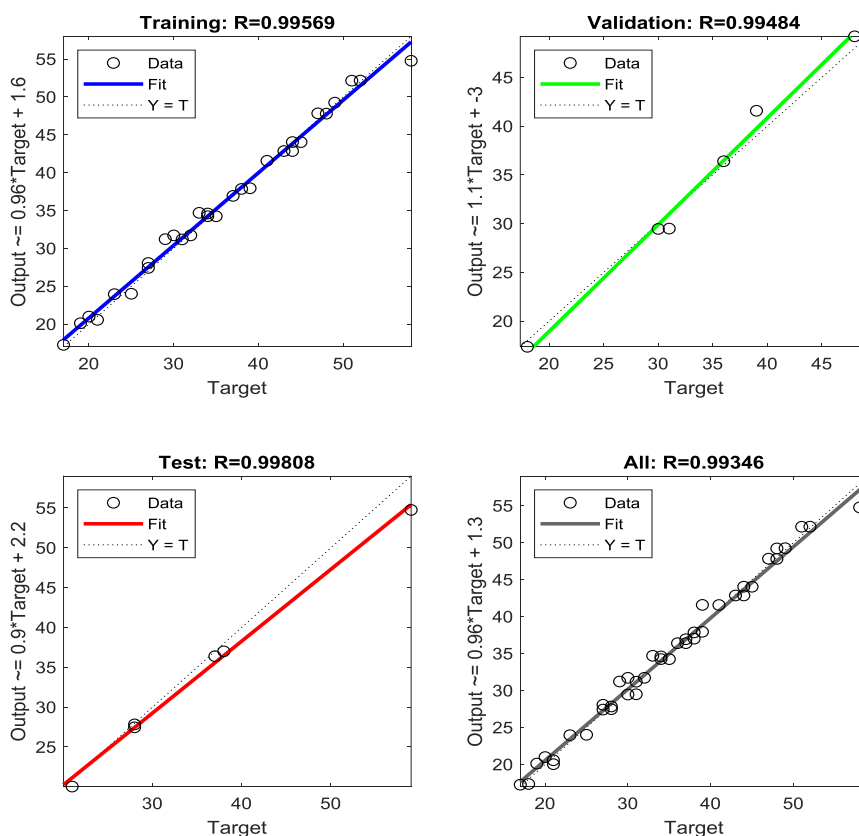 Training: R=0.99569
Output ~= 0.96*Target + 1.6
55
50
45
40
35
30
25
20
Data
Fit
Y = T
20
30
40
50
Target
Validation: R=0.99484
Output ~= 1.1*Target + -3
45
40
35
30
25
20
Data
Fit
Y = T
20
25
30
35
40
45
Target
Test: R=0.99808
Output ~= 0.9*Target + 2.2
55
50
45
40
35
30
25
Data
Fit
Y = T
30
40
50
Target
All: R=0.99346
Output ~= 0.96*Target + 1.3
55
50
45
40
35
30
25
20
Data
Fit
Y = T
20
30
40
50
Target